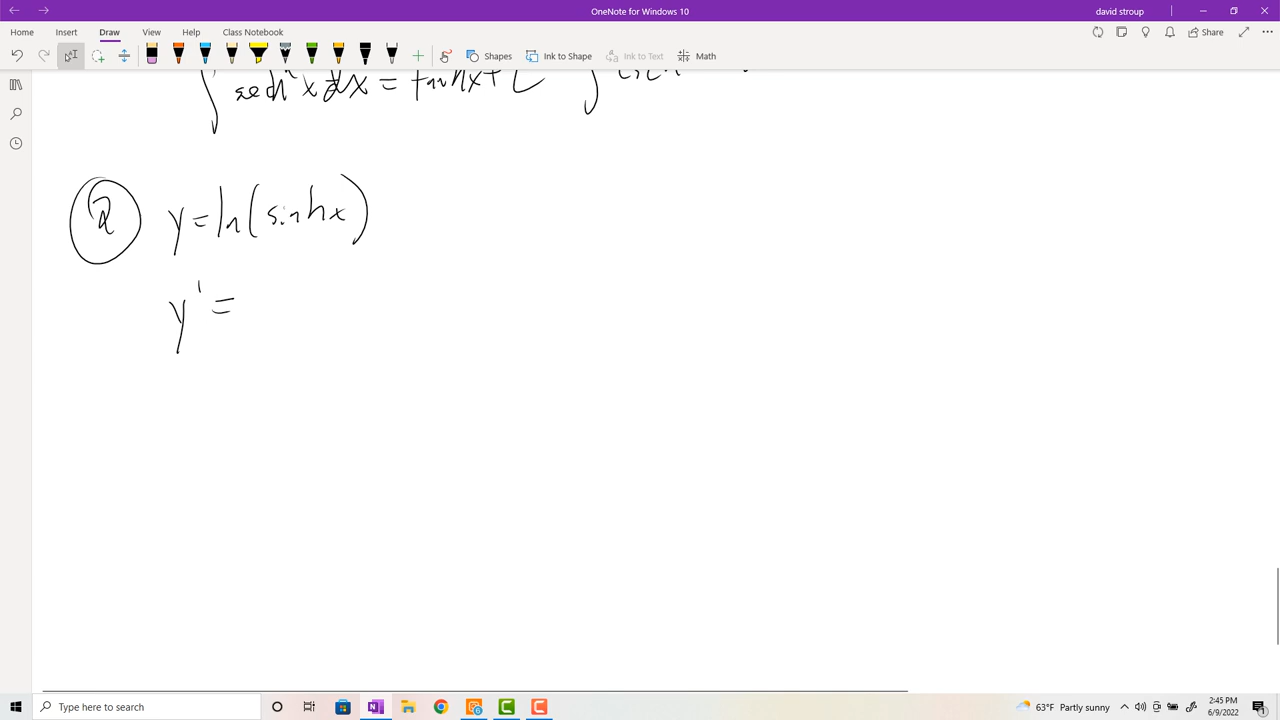 OneNote for Windows 10
david stroup
Home Insert Draw View Help Class Notebook
Share
Shapes Ink to Shape Ink to Text Math
∫ sech²x dx = tanhx + C ∫
② y = ln(sinhx)
y' =
Type here to search
63°F Partly sunny
2:45 PM
6/9/2022